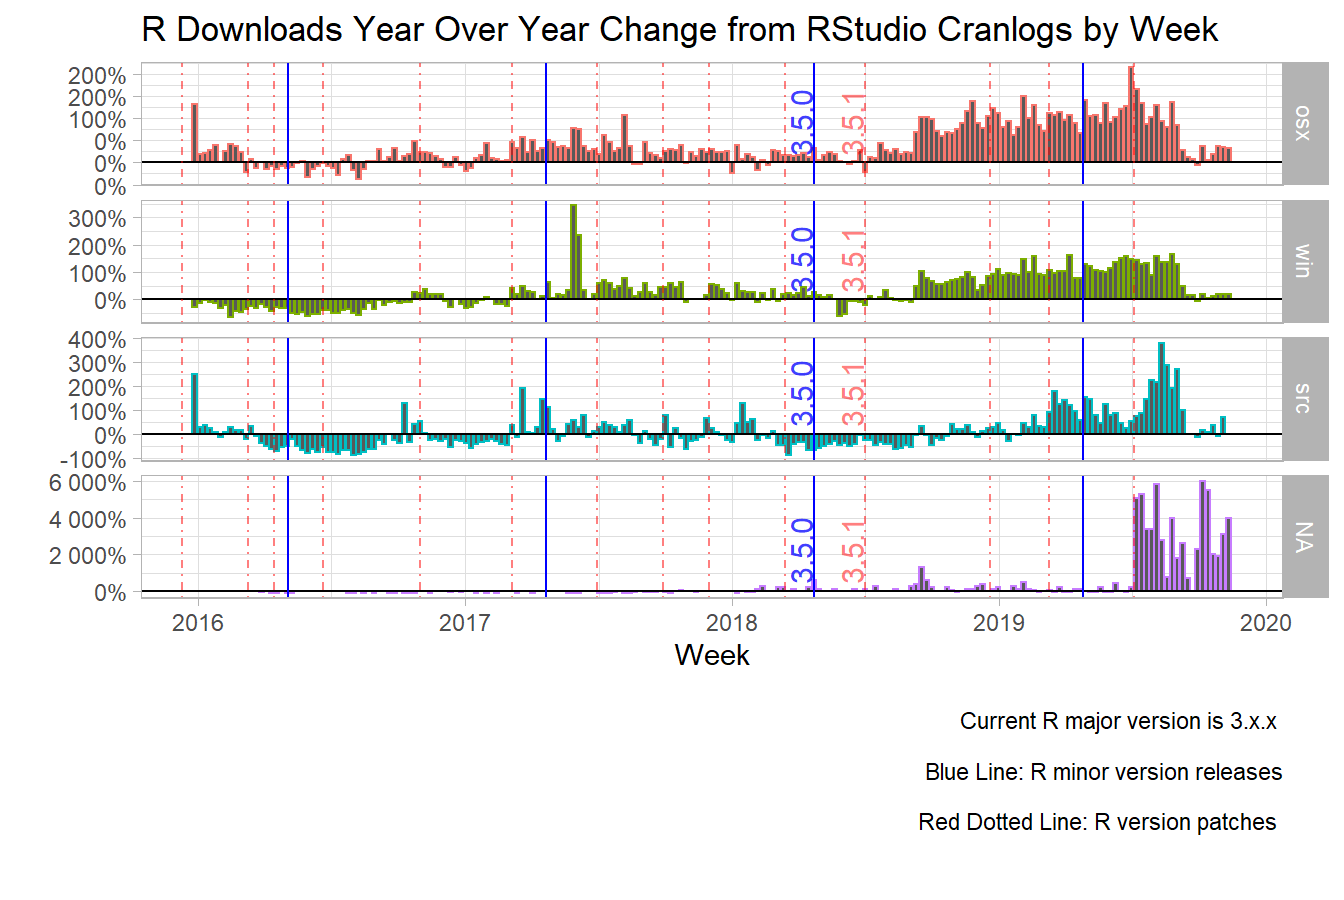 R Downloads Year Over Year Change from RStudio Cranlogs by Week
200%
200%
100%
0%
0%
0%
3.5.0
3.5.1
osx
300%
200%
100%
0%
3.5.0
3.5.1
win
400%
300%
200%
100%
0%
-100%
3.5.0
3.5.1
src
6 000%
4 000%
2 000%
0%
3.5.0
3.5.1
NA
2016 2017 2018 2019 2020
Week
Current R major version is 3.x.x
Blue Line: R minor version releases
Red Dotted Line: R version patches